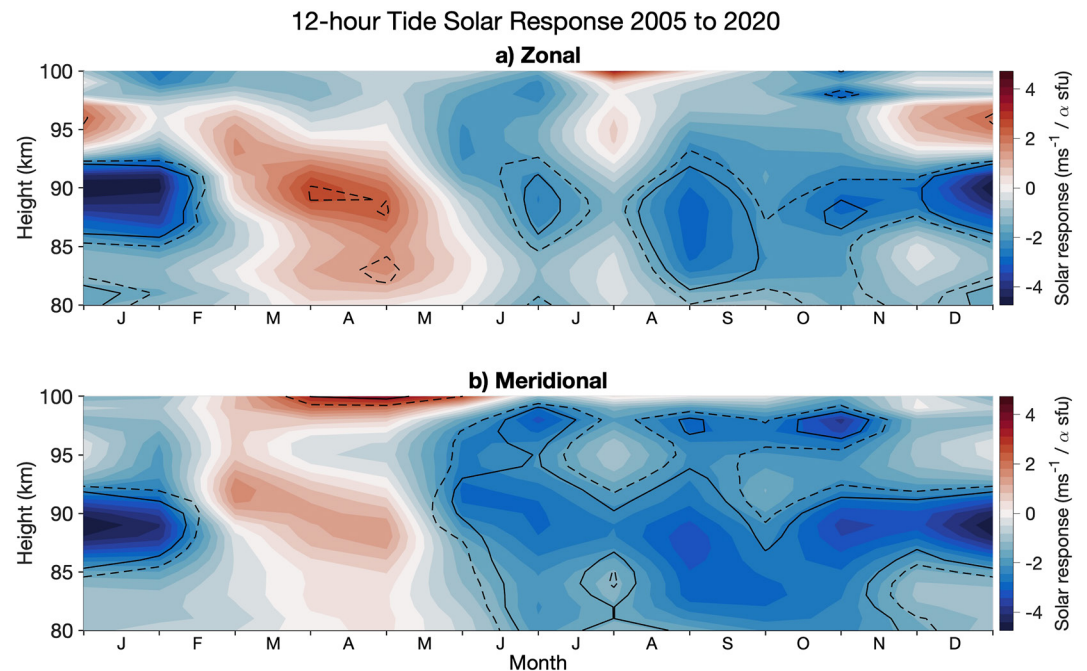 12-hour Tide Solar Response 2005 to 2020
a) Zonal
Height (km)
100
95
90
85
80
J F M A M J J A S O N D
4
2
0
-2
-4
Solar response (ms⁻¹ / α sfu)
b) Meridional
Height (km)
100
95
90
85
80
J F M A M J J A S O N D
Month
4
2
0
-2
-4
Solar response (ms⁻¹ / α sfu)